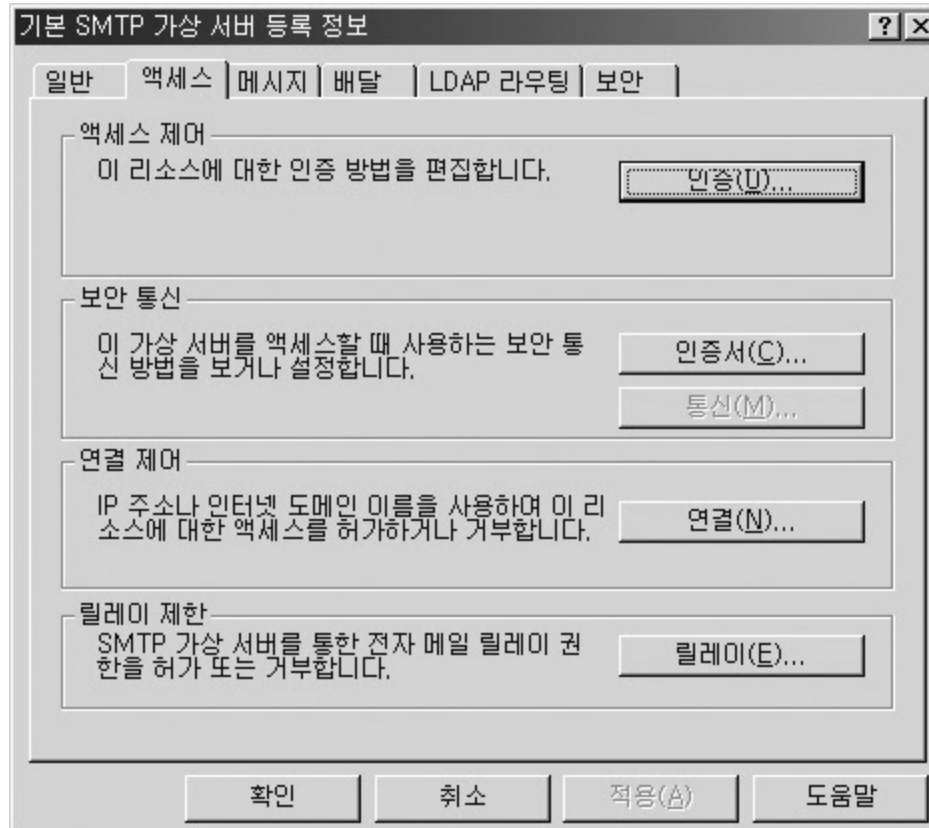 기본 SMTP 가상 서버 등록 정보
일반 액세스 메시지 배달 LDAP 라우팅 보안
액세스 제어
이 리소스에 대한 인증 방법을 편집합니다.
인증(U)...
보안 통신
이 가상 서버를 액세스할 때 사용하는 보안 통
신 방법을 보거나 설정합니다.
인증서(C)...
통신(M)...
연결 제어
IP 주소나 인터넷 도메인 이름을 사용하여 이 리
소스에 대한 액세스를 허가하거나 거부합니다.
연결(N)...
릴레이 제한
SMTP 가상 서버를 통한 전자 메일 릴레이 권
한을 허가 또는 거부합니다.
릴레이(E)...
확인 취소 적용(A) 도움말